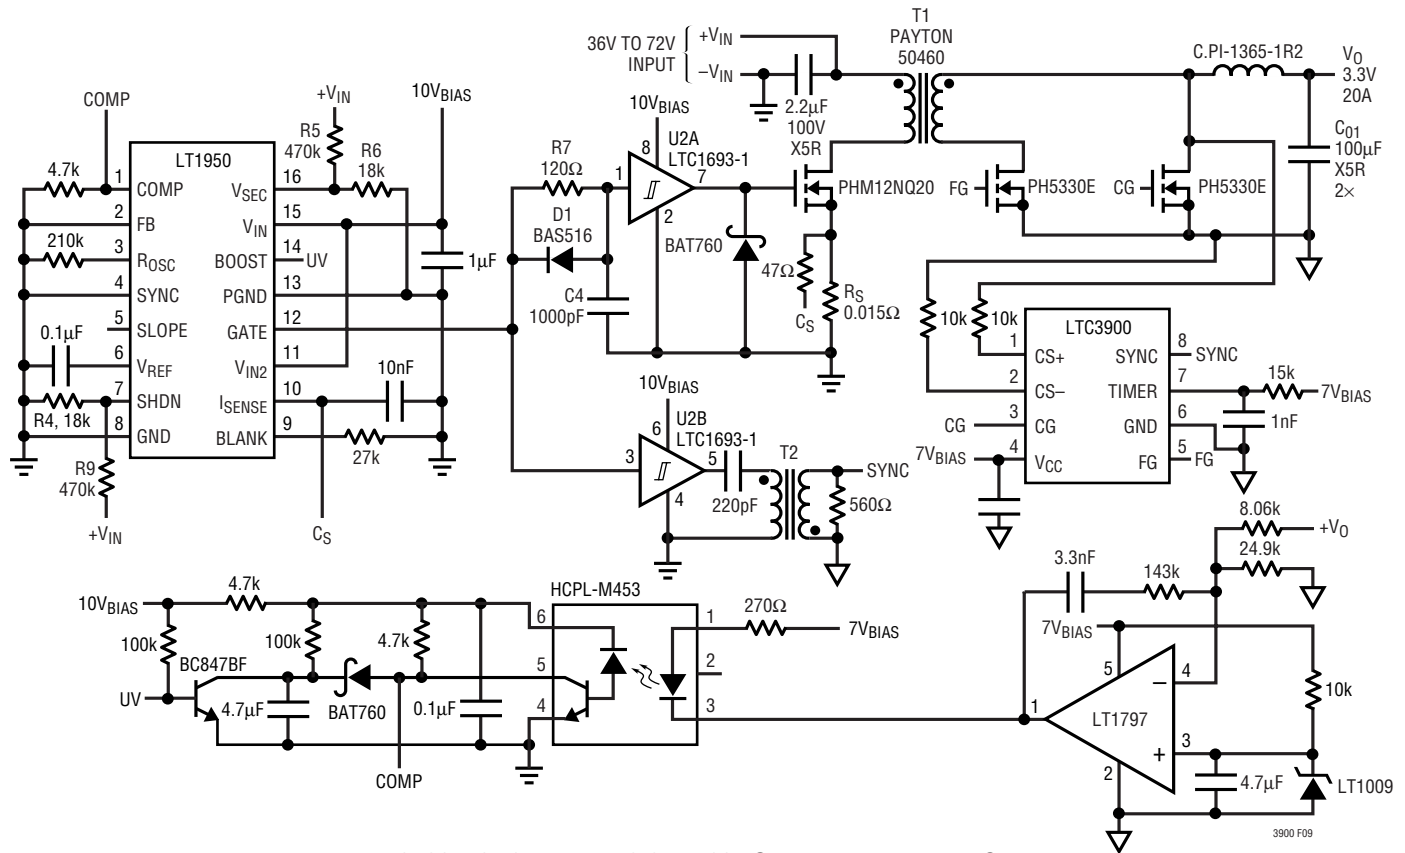 COMP
4.7k
+VIN
R5
470k
10VBIAS
R6
18k
LT1950
1 COMP
2 FB
210k
3 ROSC
4 SYNC
5 SLOPE
0.1μF
6 VREF
7 SHDN
R4, 18k
8 GND
R9
470k
+VIN
VSEC 16
VIN 15
BOOST 14 UV
PGND 13
GATE 12
VIN2 11
ISENSE 10
BLANK 9
1μF
10nF
27k
CS
36V TO 72V
INPUT
+VIN
–VIN
2.2μF
100V
X5R
T1
PAYTON
50460
C.PI-1365-1R2
VO
3.3V
20A
CO1
100μF
X5R
2×
10VBIAS
U2A
LTC1693-1
R7
120Ω
8
1
7
2
D1
BAS516
C4
1000pF
BAT760
PHM12NQ20
47Ω
CS
RS
0.015Ω
FG
PH5330E
CG
PH5330E
10k
10k
LTC3900
1 CS+
2 CS–
CG 3 CG
7VBIAS 4 VCC
SYNC 8 SYNC
TIMER 7
GND 6
FG 5 FG
15k
7VBIAS
1nF
10VBIAS
U2B
LTC1693-1
6
3
5
4
220pF
T2
SYNC
560Ω
10VBIAS
4.7k
100k
100k
4.7k
BC847BF
UV
4.7μF
BAT760
0.1μF
COMP
HCPL-M453
6
5
4
1
2
3
270Ω
7VBIAS
3.3nF
143k
8.06k
+VO
24.9k
7VBIAS
5
– 4
1
LT1797
+ 3
2
10k
4.7μF
LT1009
3900 F09